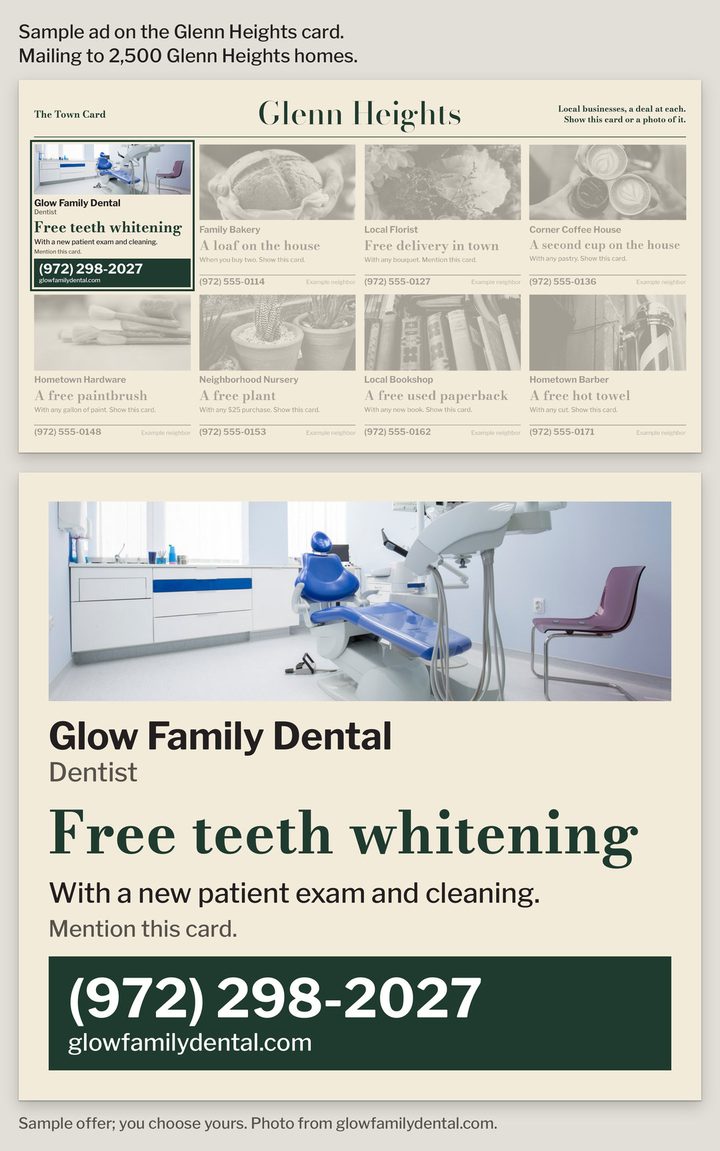 Sample ad on the Glenn Heights card.
Mailing to 2,500 Glenn Heights homes.
The Town Card
Glenn Heights
Local businesses, a deal at each.
Show this card or a photo of it.
Glow Family Dental
Dentist
Free teeth whitening
With a new patient exam and cleaning.
Mention this card.
(972) 298-2027
glowfamilydental.com
Family Bakery
A loaf on the house
When you buy two. Show this card.
(972) 555-0114
Example neighbor
Local Florist
Free delivery in town
With any bouquet. Mention this card.
(972) 555-0127
Example neighbor
Corner Coffee House
A second cup on the house
With any pastry. Show this card.
(972) 555-0136
Example neighbor
Hometown Hardware
A free paintbrush
With any gallon of paint. Show this card.
(972) 555-0148
Example neighbor
Neighborhood Nursery
A free plant
With any $25 purchase. Show this card.
(972) 555-0153
Example neighbor
Local Bookshop
A free used paperback
With any new book. Show this card.
(972) 555-0162
Example neighbor
Hometown Barber
A free hot towel
With any cut. Show this card.
(972) 555-0171
Example neighbor
Glow Family Dental
Dentist
Free teeth whitening
With a new patient exam and cleaning.
Mention this card.
(972) 298-2027
glowfamilydental.com
Sample offer; you choose yours. Photo from glowfamilydental.com.